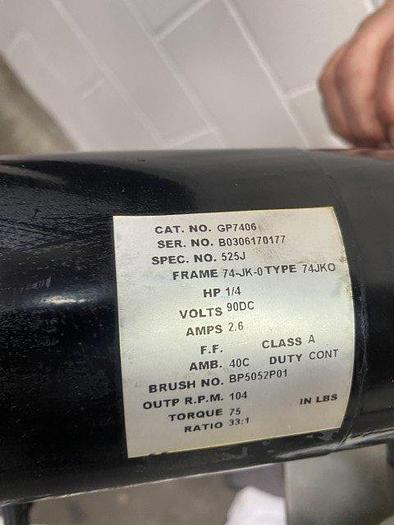 CAT. NO. GP7406
SER. NO. B0306170177
SPEC. NO. 525J
FRAME 74-JK-0 TYPE 74JKO
HP 1/4
VOLTS 90DC
AMPS 2.6
F.F. CLASS A
AMB. 40C DUTY CONT
BRUSH NO. BP5052P01
OUTP R.P.M. 104
TORQUE 75 IN LBS
RATIO 33:1